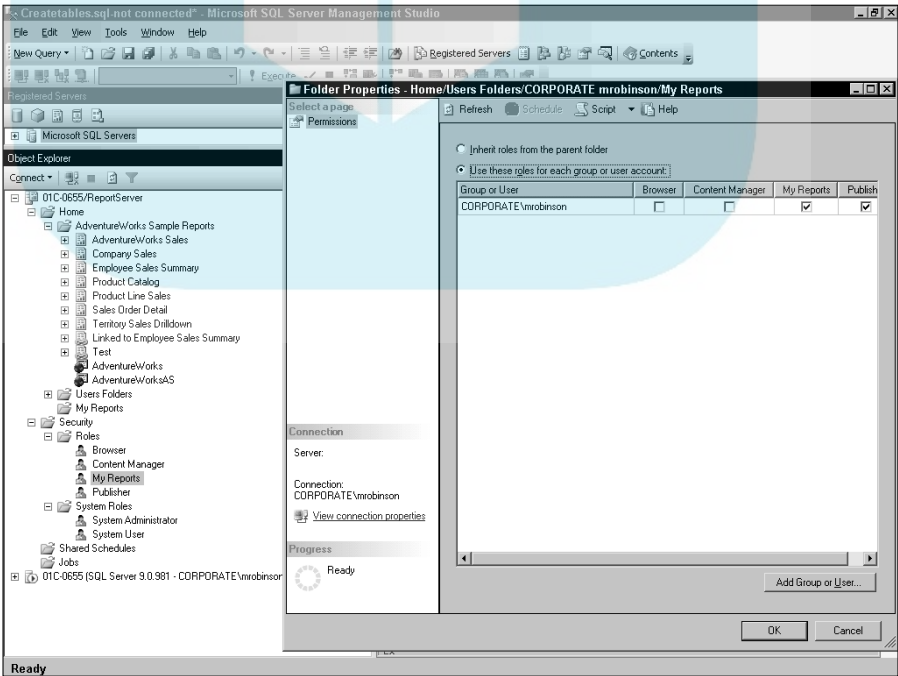 Createtables.sql-not connected* - Microsoft SQL Server Management Studio
File Edit View Tools Window Help
New Query Registered Servers Contents
Execute
Registered Servers
Microsoft SQL Servers
Object Explorer
Connect
01C-0655/ReportServer
Home
AdventureWorks Sample Reports
AdventureWorks Sales
Company Sales
Employee Sales Summary
Product Catalog
Product Line Sales
Sales Order Detail
Territory Sales Drilldown
Linked to Employee Sales Summary
Test
AdventureWorks
AdventureWorksAS
Users Folders
My Reports
Security
Roles
Browser
Content Manager
My Reports
Publisher
System Roles
System Administrator
System User
Shared Schedules
Jobs
01C-0655 (SQL Server 9.0.981 - CORPORATE\mrobinson
Ready
Folder Properties - Home/Users Folders/CORPORATE mrobinson/My Reports
Select a page
Permissions
Refresh Schedule Script Help
Inherit roles from the parent folder
Use these roles for each group or user account:
Group or User Browser Content Manager My Reports Publish
CORPORATE\mrobinson
Connection
Server:
Connection:
CORPORATE\mrobinson
View connection properties
Progress
Ready
Add Group or User...
OK Cancel